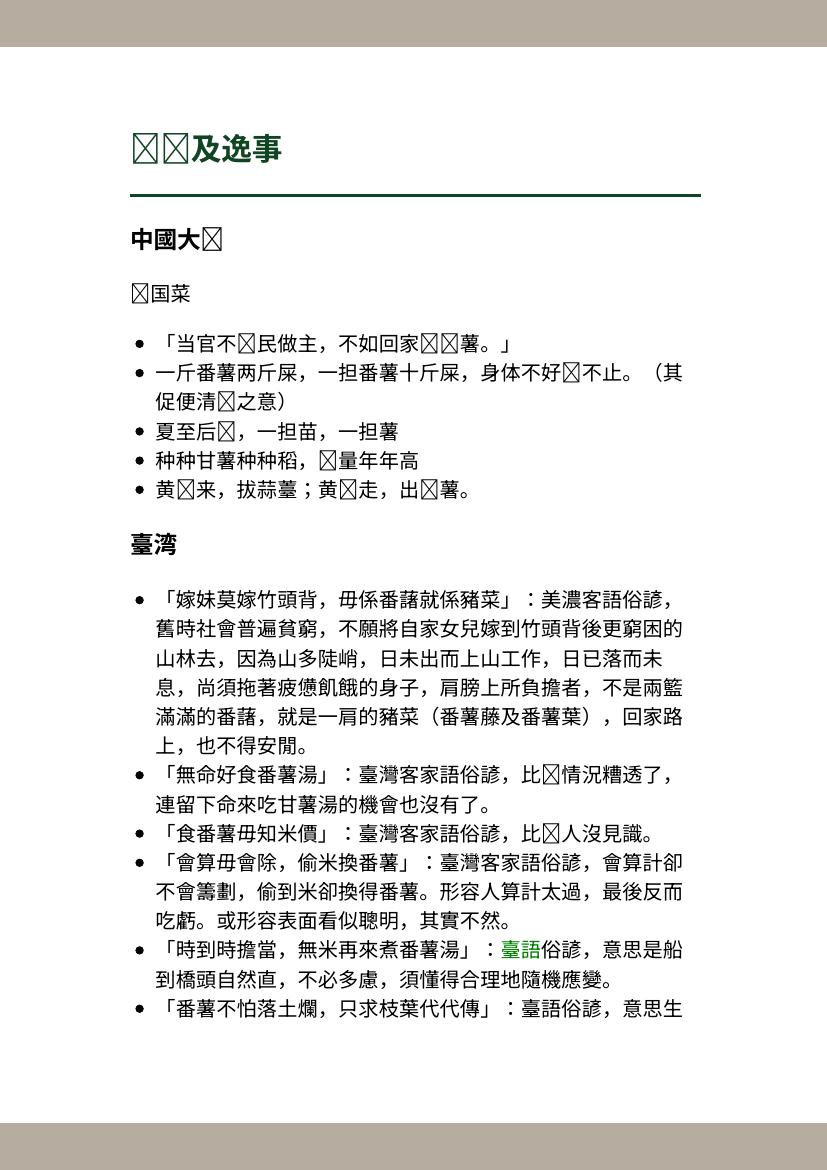 及逸事
中國大
国菜
「当官不民做主，不如回家薯。」
一斤番薯两斤屎，一担番薯十斤屎，身体不好不止。（其
促便清之意）
夏至后，一担苗，一担薯
种种甘薯种种稻，量年年高
黄来，拔蒜薹；黄走，出薯。
臺湾
「嫁妹莫嫁竹頭背，毋係番藷就係豬菜」：美濃客語俗諺，
舊時社會普遍貧窮，不願將自家女兒嫁到竹頭背後更窮困的
山林去，因為山多陡峭，日未出而上山工作，日已落而未
息，尚須拖著疲憊飢餓的身子，肩膀上所負擔者，不是兩籃
滿滿的番藷，就是一肩的豬菜（番薯藤及番薯葉），回家路
上，也不得安閒。
「無命好食番薯湯」：臺灣客家語俗諺，比情況糟透了，
連留下命來吃甘薯湯的機會也沒有了。
「食番薯毋知米價」：臺灣客家語俗諺，比人沒見識。
「會算毋會除，偷米換番薯」：臺灣客家語俗諺，會算計卻
不會籌劃，偷到米卻換得番薯。形容人算計太過，最後反而
吃虧。或形容表面看似聰明，其實不然。
「時到時擔當，無米再來煮番薯湯」：臺語俗諺，意思是船
到橋頭自然直，不必多慮，須懂得合理地隨機應變。
「番薯不怕落土爛，只求枝葉代代傳」：臺語俗諺，意思生